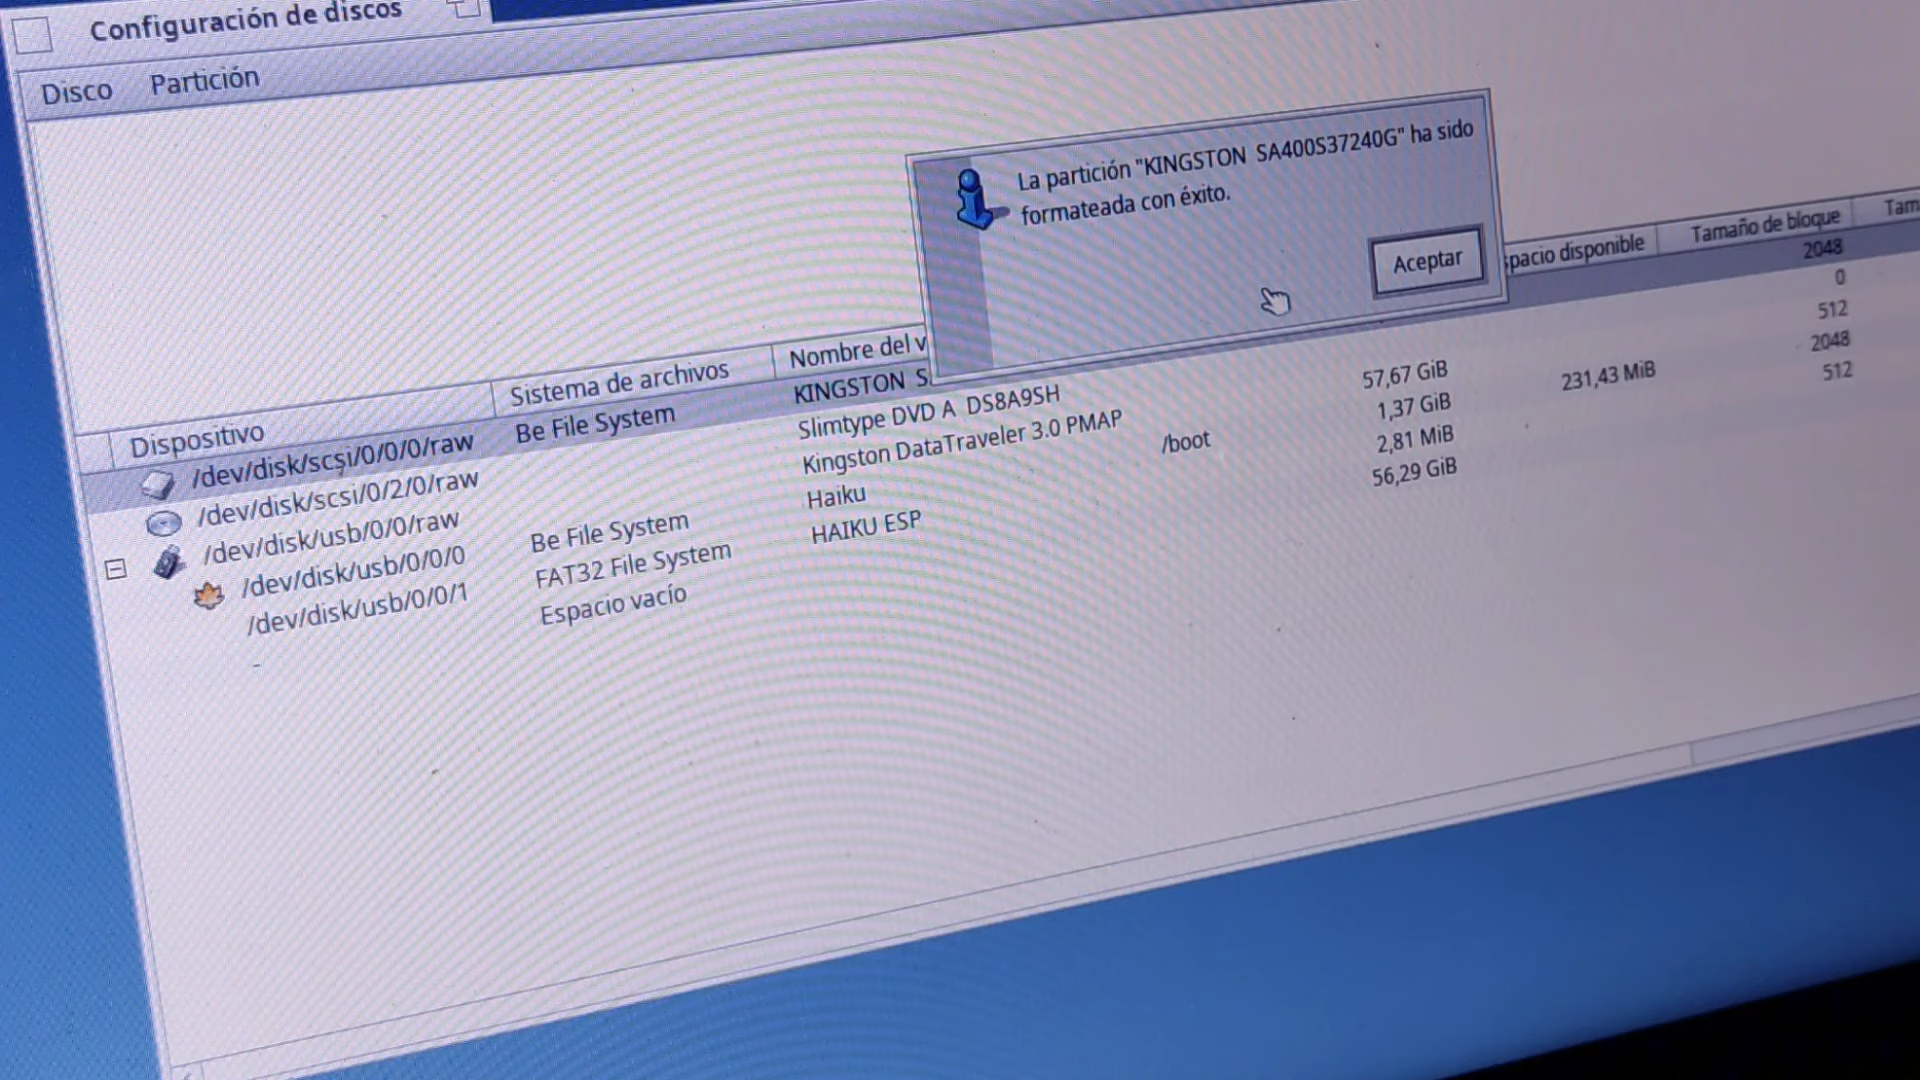 Configuración de discos
Disco Partición
La partición "KINGSTON SA400S37240G" ha sido
formateada con éxito.
Aceptar
Dispositivo Sistema de archivos Nombre del v pacio disponible Tamaño de bloque Tam
/dev/disk/scsi/0/0/0/raw Be File System KINGSTON S 2048
/dev/disk/scsi/0/2/0/raw Slimtype DVD A DS8A9SH 0
/dev/disk/usb/0/0/raw Kingston DataTraveler 3.0 PMAP 57,67 GiB 512
/dev/disk/usb/0/0/0 Be File System Haiku /boot 1,37 GiB 231,43 MiB 2048
/dev/disk/usb/0/0/1 FAT32 File System HAIKU ESP 2,81 MiB 512
- Espacio vacío 56,29 GiB